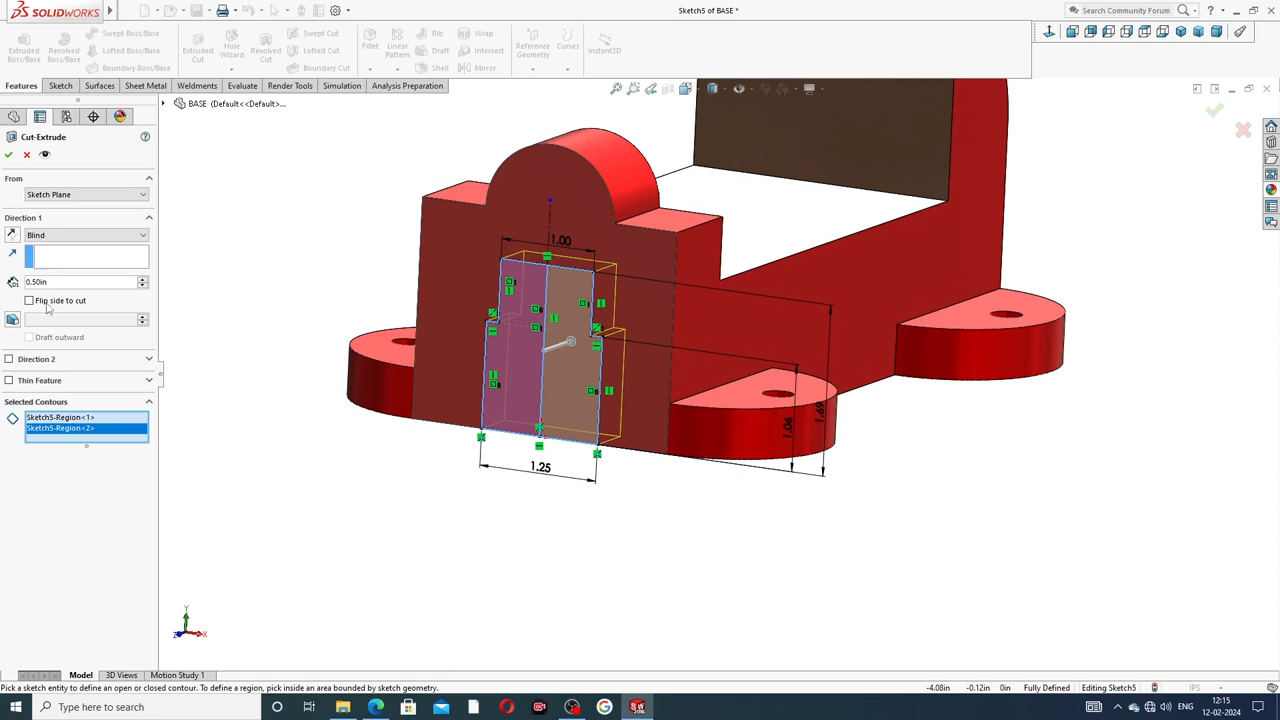 SOLIDWORKS
Sketch5 of BASE *
Search Community Forum
Extruded Boss/Base
Revolved Boss/Base
Swept Boss/Base
Lofted Boss/Base
Boundary Boss/Base
Extruded Cut
Hole Wizard
Revolved Cut
Swept Cut
Lofted Cut
Boundary Cut
Fillet
Linear Pattern
Rib
Draft
Shell
Wrap
Intersect
Mirror
Reference Geometry
Curves
Instant3D
Features
Sketch
Surfaces
Sheet Metal
Weldments
Evaluate
Render Tools
Simulation
Analysis Preparation
BASE (Default<<Default>...
Cut-Extrude
From
Sketch Plane
Direction 1
Blind
0.50in
Flip side to cut
Draft outward
Direction 2
Thin Feature
Selected Contours
Sketch5-Region<1>
Sketch5-Region<2>
1.00
1.25
1.06
1.69
Y
X
Z
Model
3D Views
Motion Study 1
Pick a sketch entity to define an open or closed contour. To define a region, pick inside an area bounded by sketch geometry.
-4.08in
-0.12in
0in
Fully Defined
Editing Sketch5
IPS
Type here to search
ENG
12:15
12-02-2024